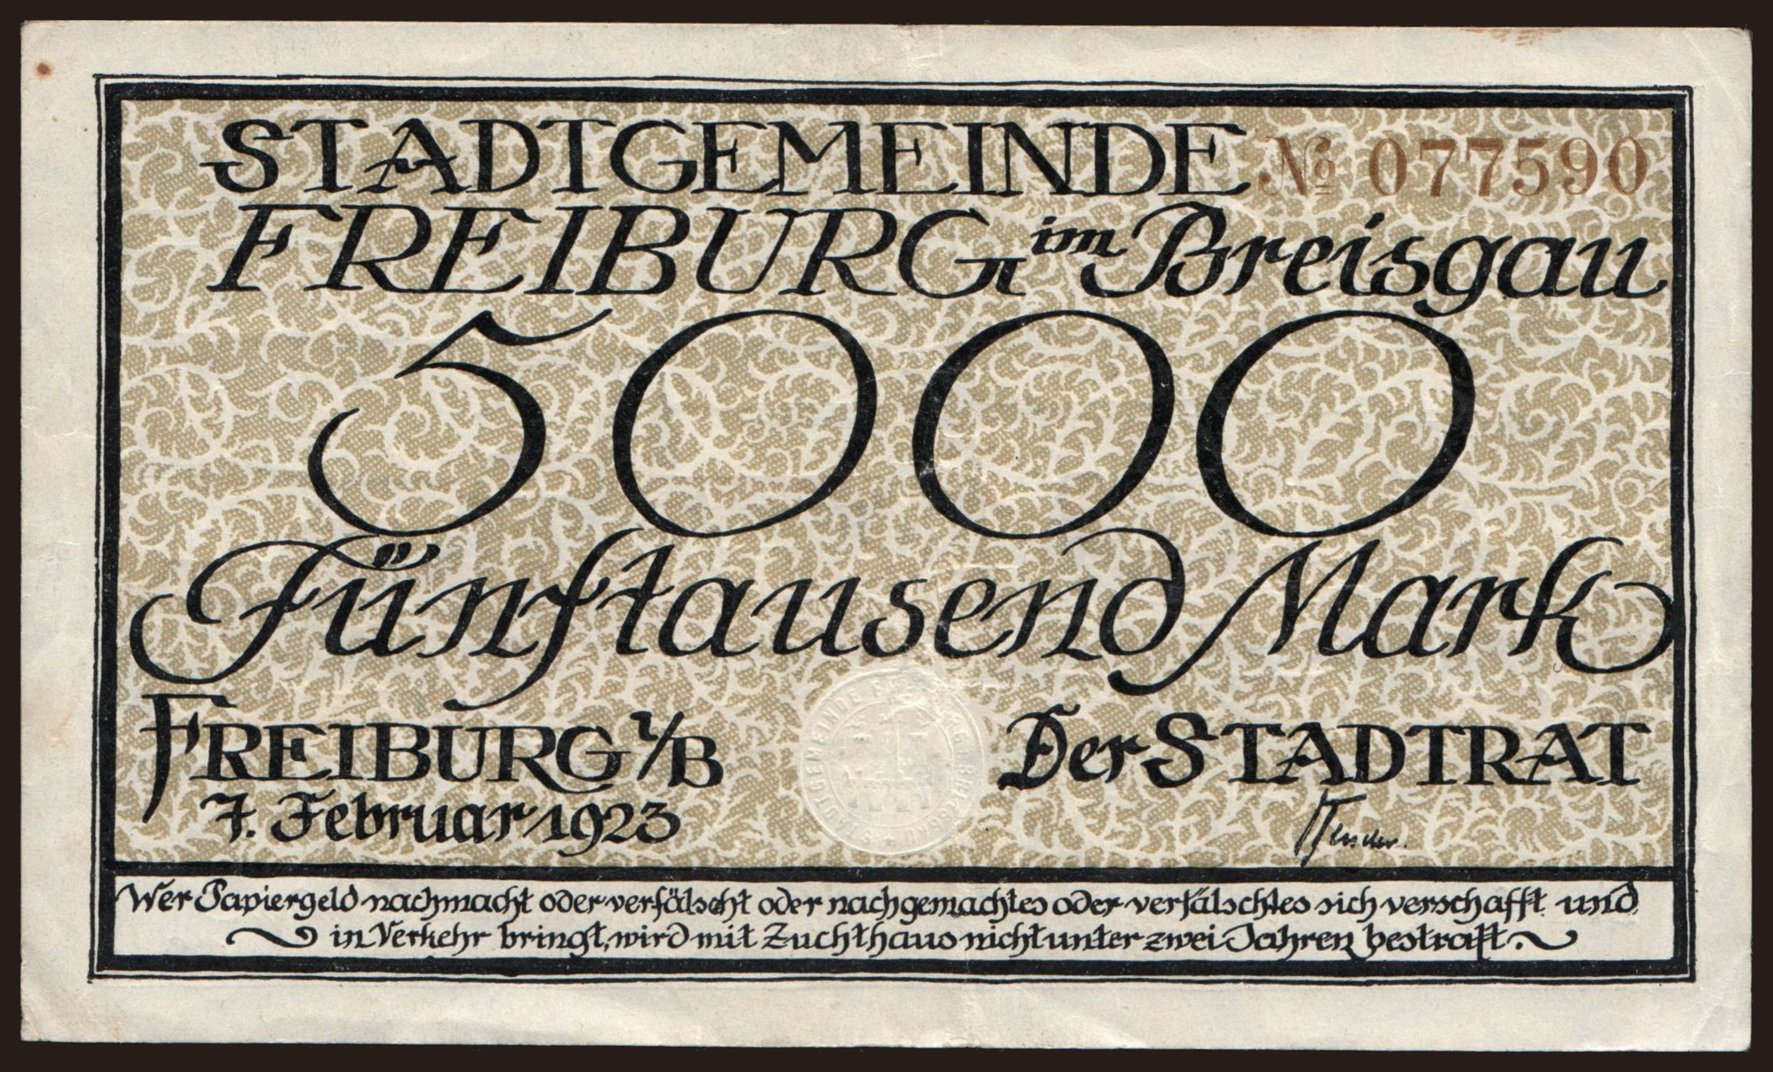 STADTGEMEINDE № 077590
FREIBURG im Breisgau
5000
Fünftausend Mark
FREIBURG i/B
Der STADTRAT
7. Februar 1923
Wer Papiergeld nachmacht oder verfälscht oder nachgemachtes oder verfälschtes sich verschafft und
in Verkehr bringt, wird mit Zuchthaus nicht unter zwei Jahren bestraft.